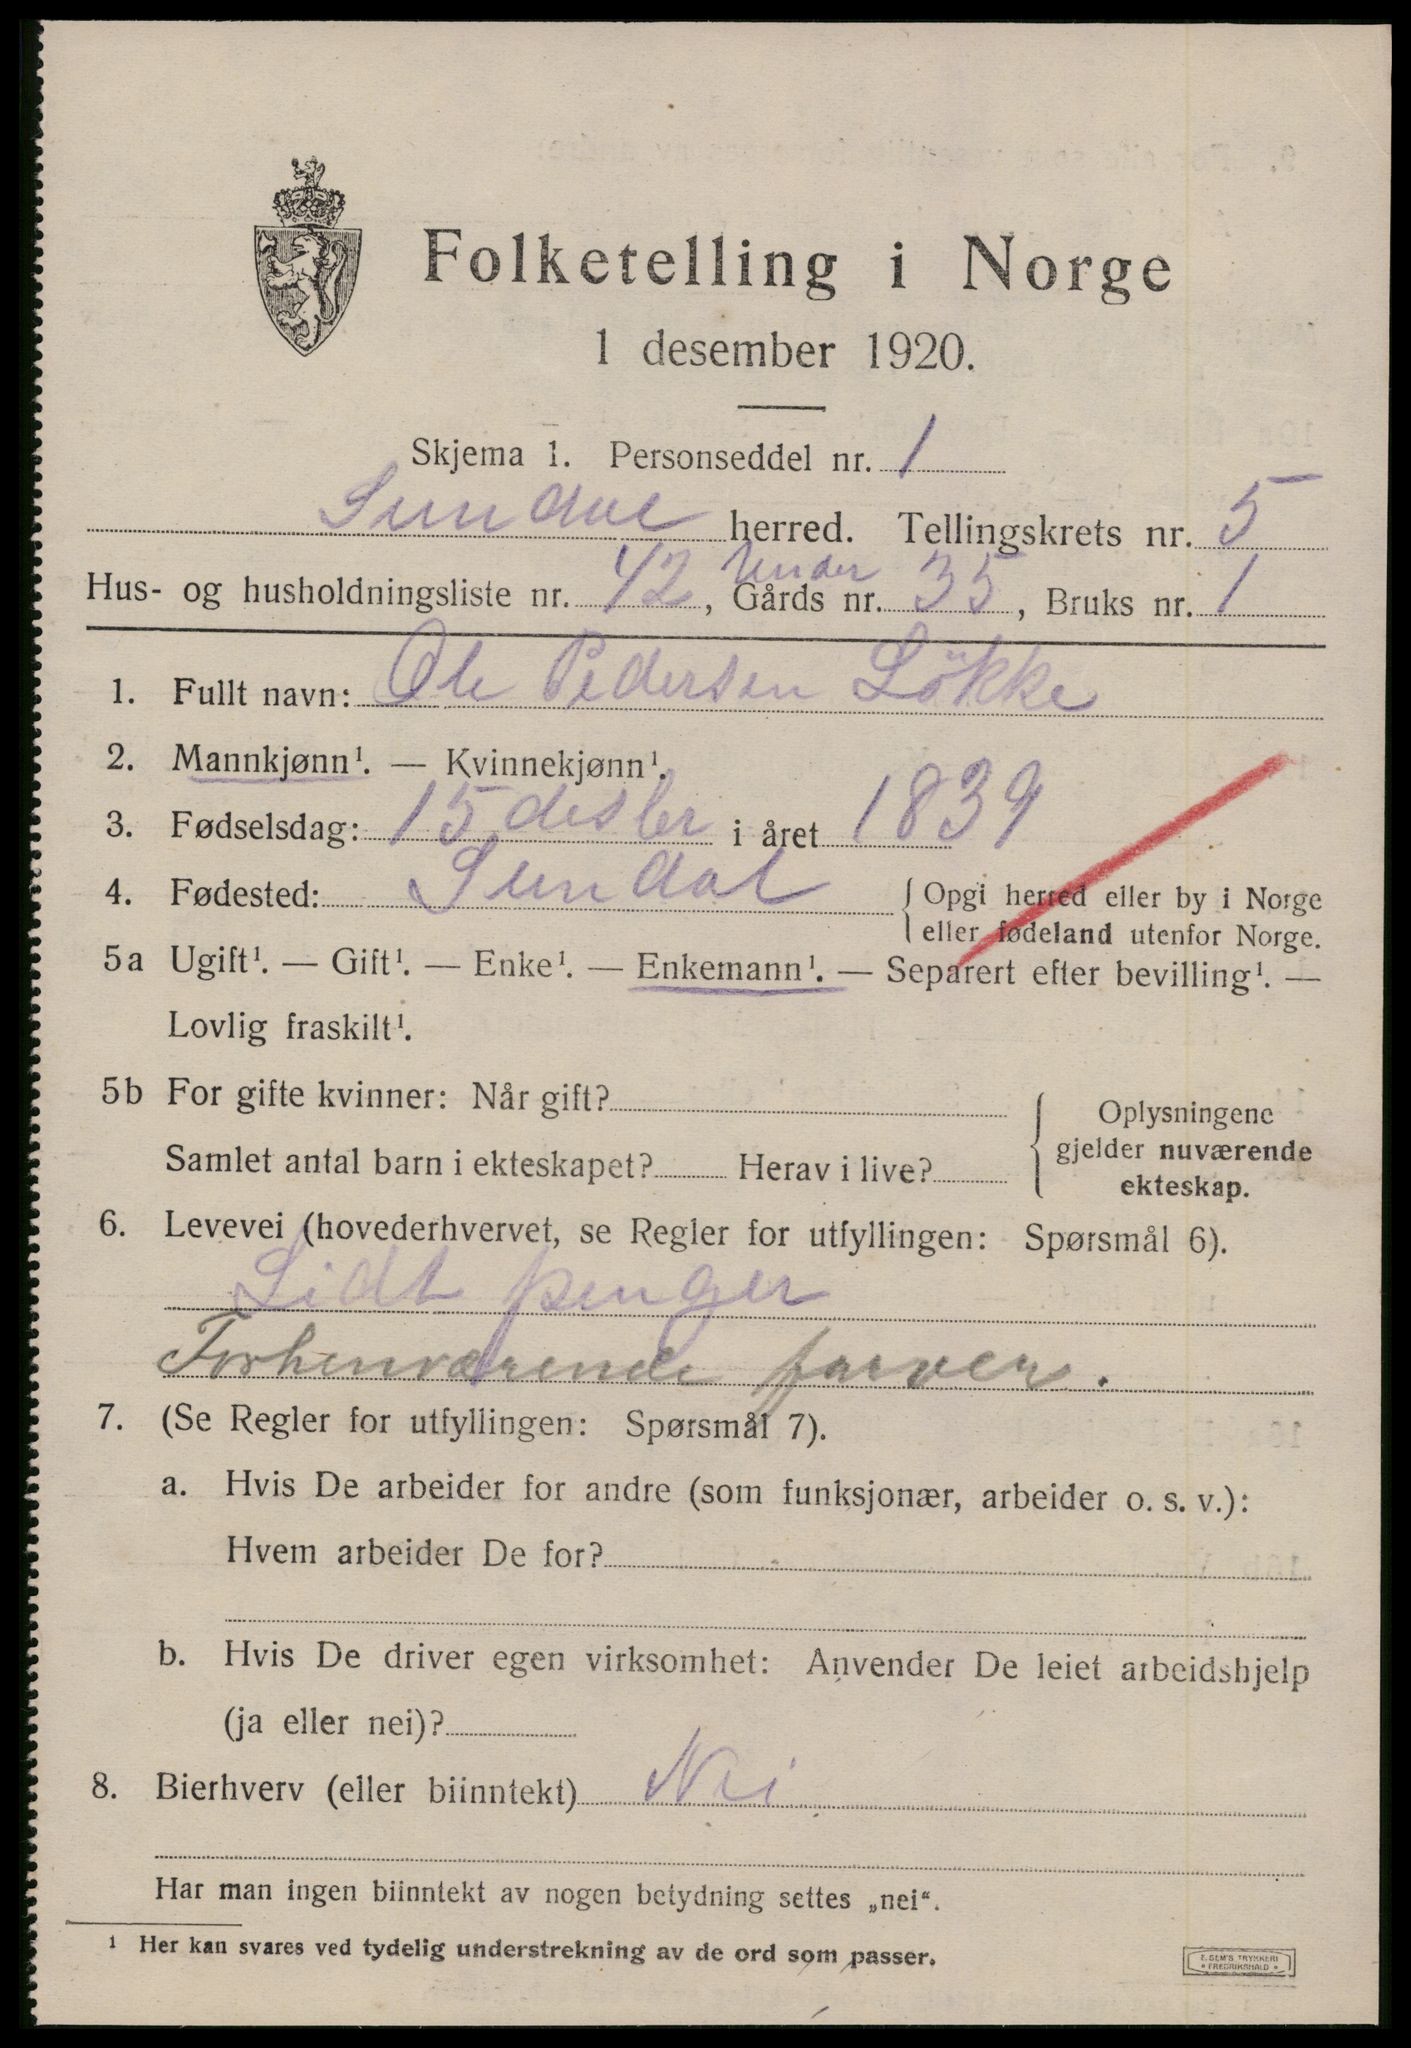 Folketelling i Norge
1 desember 1920.
Skjema 1. Personseddel nr. 1
Sundal herred. Tellingskrets nr. 5
Under
Hus- og husholdningsliste nr. 42, Gårds nr. 35, Bruks nr. 1
1. Fullt navn: Ole Pedersen Lökke
2. Mannkjønn¹. — Kvinnekjønn¹.
3. Fødselsdag: 15 desbr i året 1839
4. Fødested: Sundal { Opgi herred eller by i Norge
eller fødeland utenfor Norge.
5a Ugift¹. — Gift¹. — Enke¹. — Enkemann¹. — Separert efter bevilling¹. —
Lovlig fraskilt¹.
5b For gifte kvinner: Når gift?
Samlet antal barn i ekteskapet? Herav i live?
{ Oplysningene
gjelder nuværende
ekteskap.
6. Levevei (hovederhvervet, se Regler for utfyllingen: Spørsmål 6).
Lidt penger
Forhenværende farver.
7. (Se Regler for utfyllingen: Spørsmål 7).
a. Hvis De arbeider for andre (som funksjonær, arbeider o. s. v.):
Hvem arbeider De for?
b. Hvis De driver egen virksomhet: Anvender De leiet arbeidshjelp
(ja eller nei)?
8. Bierhverv (eller biinntekt) Nei
Har man ingen biinntekt av nogen betydning settes „nei“.
¹ Her kan svares ved tydelig understrekning av de ord som passer.
E. SEM'S TRYKKERI
• FREDRIKSHALD •